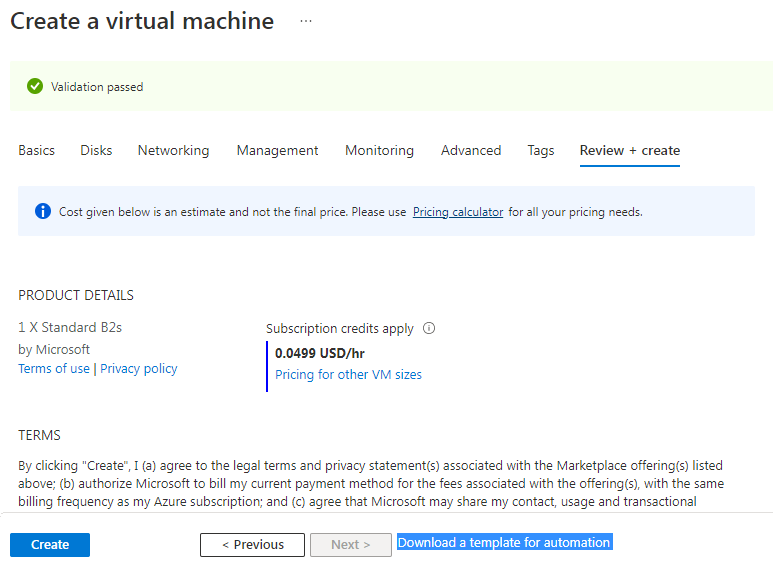 Create a virtual machine ...
Validation passed
Basics Disks Networking Management Monitoring Advanced Tags Review + create
Cost given below is an estimate and not the final price. Please use Pricing calculator for all your pricing needs.
PRODUCT DETAILS
1 X Standard B2s
by Microsoft
Terms of use | Privacy policy
Subscription credits apply
0.0499 USD/hr
Pricing for other VM sizes
TERMS
By clicking "Create", I (a) agree to the legal terms and privacy statement(s) associated with the Marketplace offering(s) listed
above; (b) authorize Microsoft to bill my current payment method for the fees associated with the offering(s), with the same
billing frequency as my Azure subscription; and (c) agree that Microsoft may share my contact, usage and transactional
Create < Previous Next > Download a template for automation